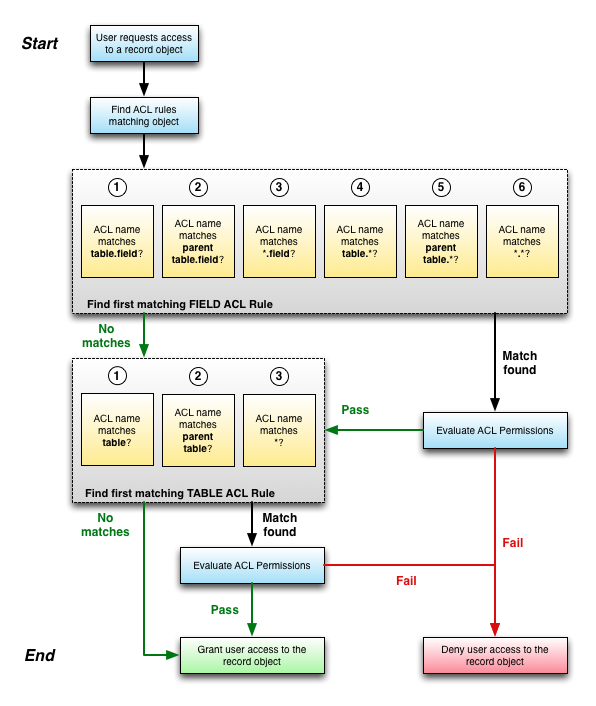 Start
User requests access
to a record object
Find ACL rules
matching object
1
2
3
4
5
6
ACL name
matches
table.field?
ACL name
matches
parent
table.field?
ACL name
matches
*.field?
ACL name
matches
table.*?
ACL name
matches
parent
table.*?
ACL name
matches
*.*?
Find first matching FIELD ACL Rule
No
matches
Match
found
1
2
3
ACL name
matches
table?
ACL name
matches
parent
table?
ACL name
matches
*?
Find first matching TABLE ACL Rule
Pass
Evaluate ACL Permissions
No
matches
Match
found
Evaluate ACL Permissions
Fail
Fail
Pass
End
Grant user access to the
record object
Deny user access to the
record object